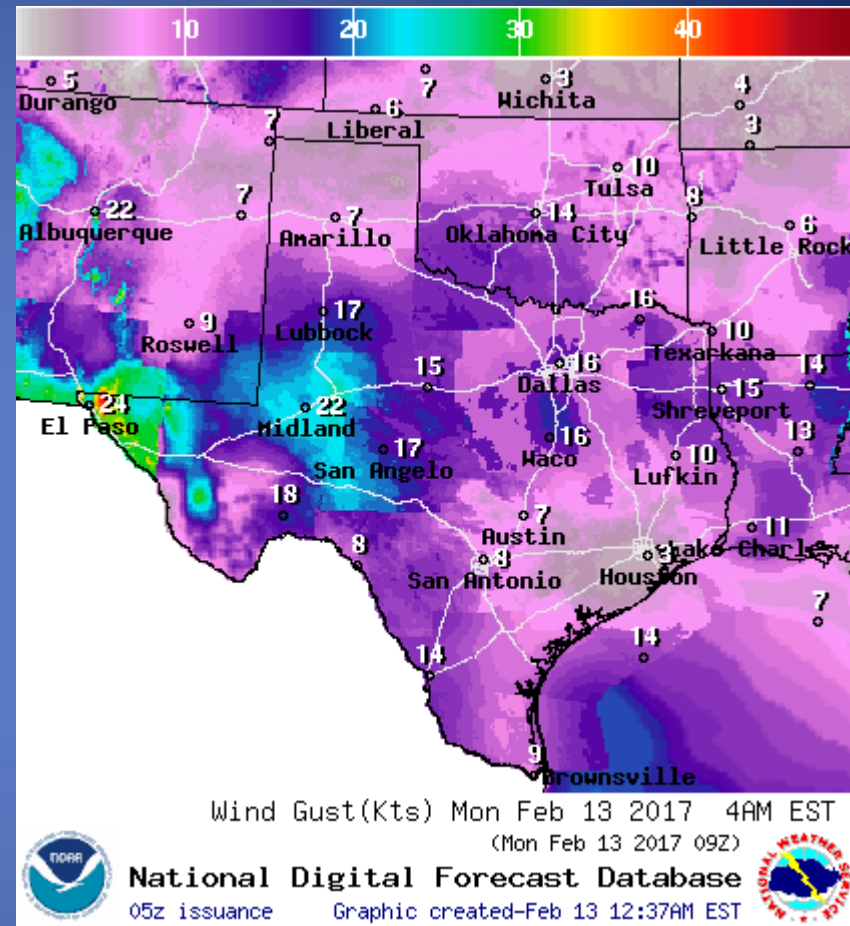 10 20 30 40
5 7 3 4
Durango Wichita
7 6 3
Liberal
10
Tulsa
22 7 7 14 8 6
Albuquerque Amarillo Oklahoma City Little Rock
9 17 16 10
Roswell Lubbock Texarkana
15 16 15 14
Dallas Shreveport
24 22
El Paso Midland
17 16 10 13
San Angelo Waco Lufkin
18 7 11
Austin Lake Charl
8 8 3
San Antonio Houston
7
14 14
9
Brownsville
Wind Gust(Kts) Mon Feb 13 2017 4AM EST
(Mon Feb 13 2017 09Z)
NOAA
National Digital Forecast Database
05z issuance Graphic created-Feb 13 12:37AM EST
NATIONAL WEATHER SERVICE